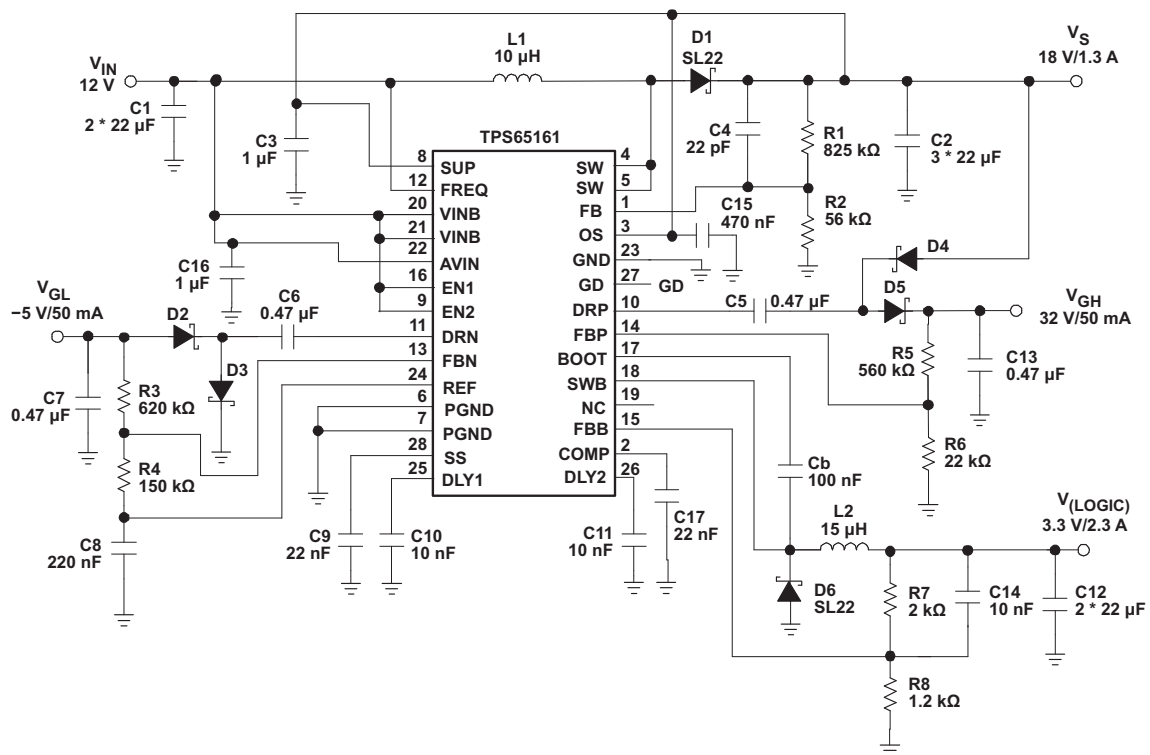 V_IN
12 V
C1
2 * 22 µF
L1
10 µH
D1
SL22
V_S
18 V/1.3 A
C3
1 µF
TPS65161
C4
22 pF
R1
825 kΩ
C2
3 * 22 µF
R2
56 kΩ
C15
470 nF
8
SUP
12
FREQ
20
VINB
21
VINB
22
AVIN
16
EN1
9
EN2
11
DRN
13
FBN
24
REF
6
PGND
7
PGND
28
SS
25
DLY1
4
SW
5
SW
1
FB
3
OS
23
GND
27
GD
GD
10
DRP
14
FBP
17
BOOT
18
SWB
19
NC
15
FBB
2
COMP
26
DLY2
C16
1 µF
V_GL
−5 V/50 mA
D2
C6
0.47 µF
D3
C7
0.47 µF
R3
620 kΩ
R4
150 kΩ
C8
220 nF
C9
22 nF
C10
10 nF
C11
10 nF
C17
22 nF
D4
C5
0.47 µF
D5
V_GH
32 V/50 mA
R5
560 kΩ
C13
0.47 µF
R6
22 kΩ
Cb
100 nF
L2
15 µH
V_(LOGIC)
3.3 V/2.3 A
D6
SL22
R7
2 kΩ
C14
10 nF
C12
2 * 22 µF
R8
1.2 kΩ